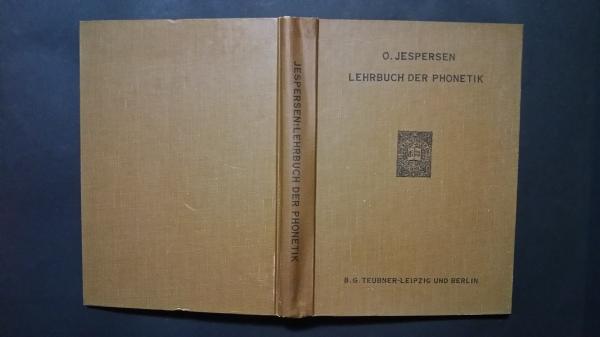 JESPERSEN:LEHRBUCH DER PHONETIK
O. JESPERSEN
LEHRBUCH DER PHONETIK
B. G. TEUBNER-LEIPZIG UND BERLIN